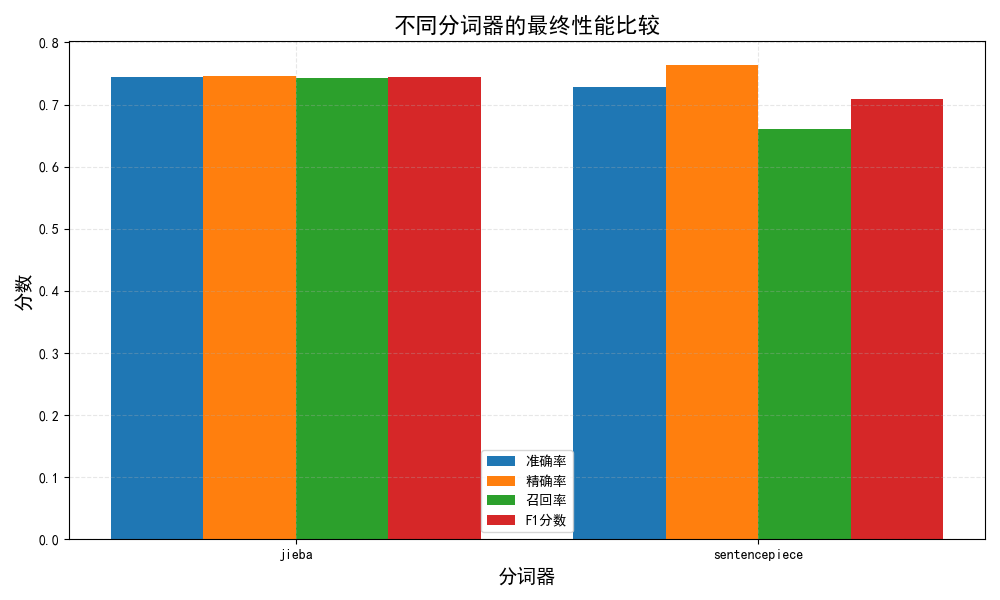 不同分词器的最终性能比较
分数
0.8
0.7
0.6
0.5
0.4
0.3
0.2
0.1
0.0
准确率
精确率
召回率
F1分数
jieba
sentencepiece
分词器